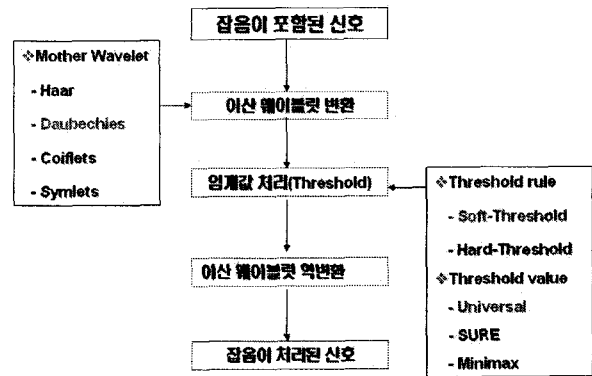 잡음이 포함된 신호
❖Mother Wavelet
- Haar
- Daubechies
- Coiflets
- Symlets
이산 웨이블릿 변환
임계값 처리(Threshold)
❖Threshold rule
- Soft-Threshold
- Hard-Threshold
❖Threshold value
- Universal
- SURE
- Minimax
이산 웨이블릿 역변환
잡음이 처리된 신호